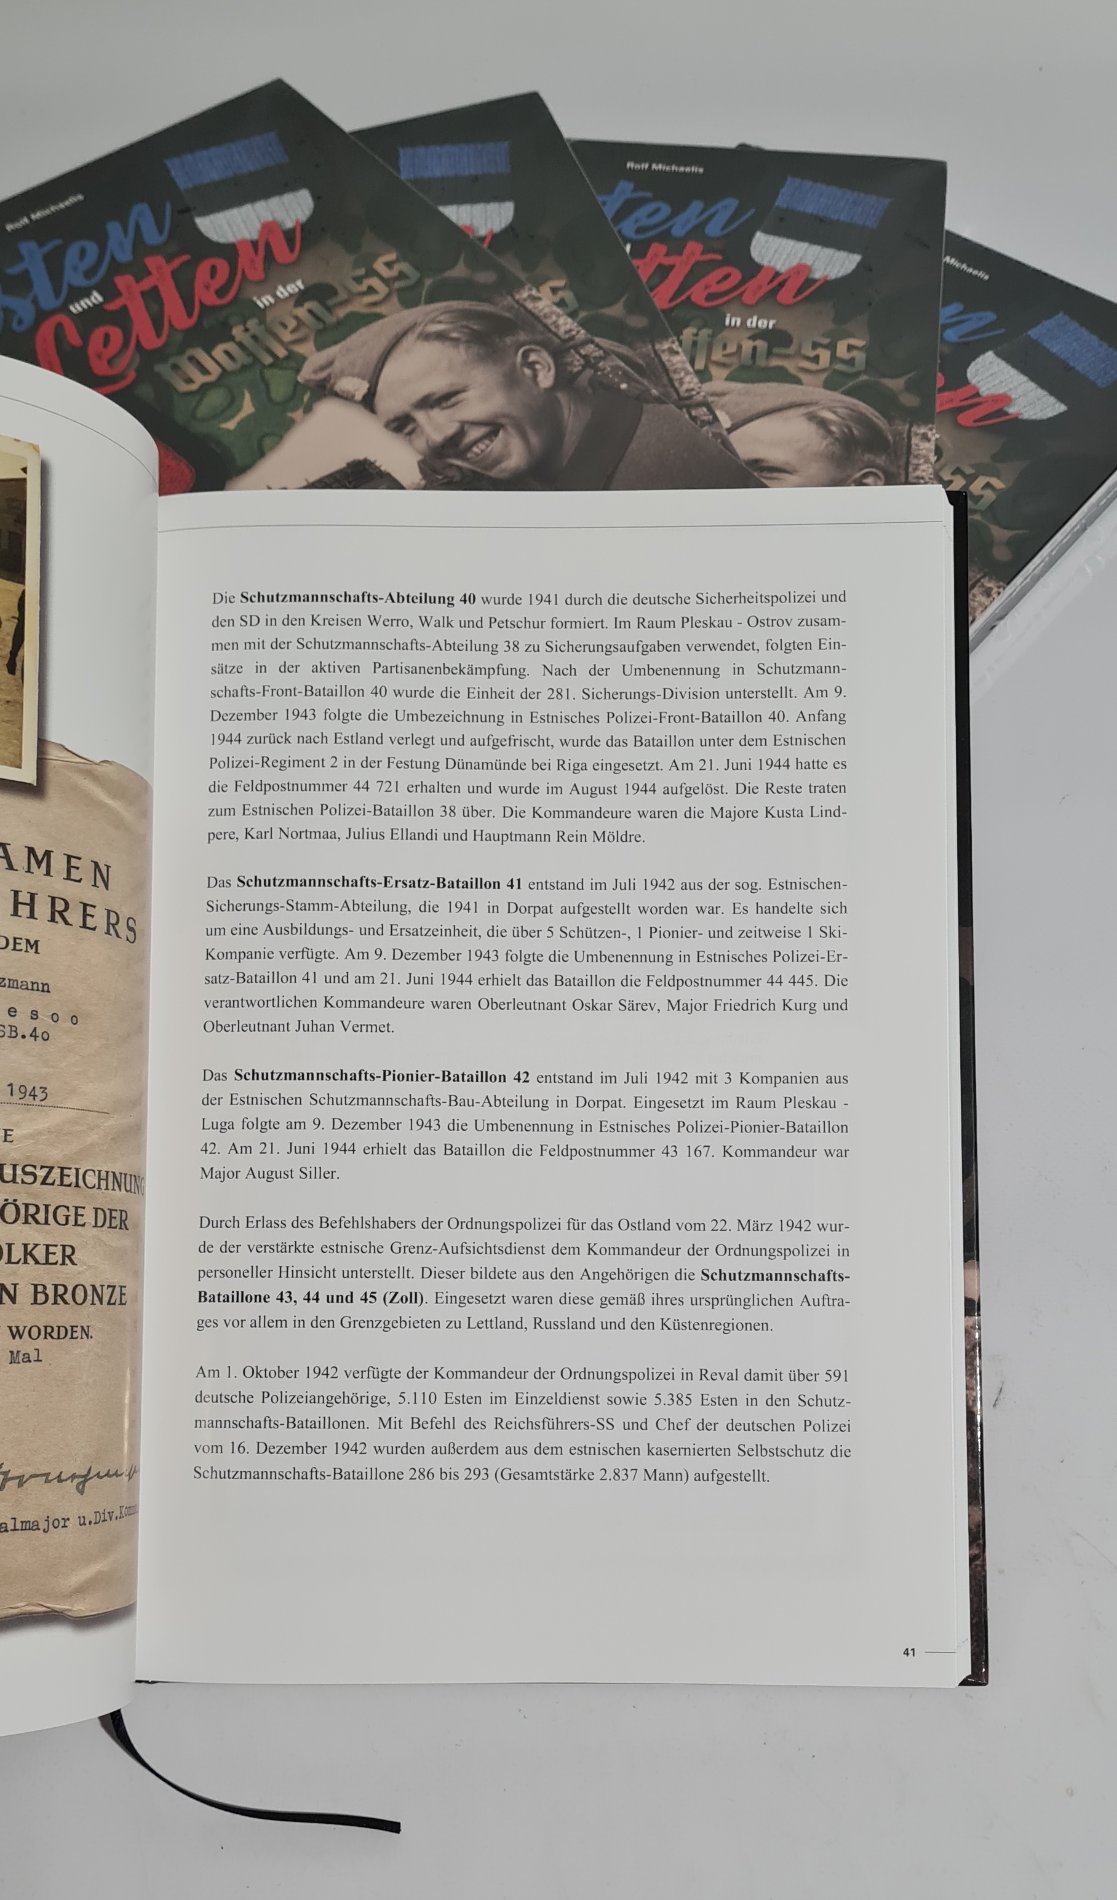 Rolf Michaelis
Esten
und
Letten
in der
Waffen-SS
Rolf Michaelis
in der
Michaelis
AMEN
HRERS
DEM
zmann
e s o o
SB.40
1943
E
USZEICHNUNG
ÖRIGE DER
LKER
N BRONZE
WORDEN.
Mal
almajor u.Div.
Die Schutzmannschafts-Abteilung 40 wurde 1941 durch die deutsche Sicherheitspolizei und
den SD in den Kreisen Werro, Walk und Petschur formiert. Im Raum Pleskau - Ostrov zusam-
men mit der Schutzmannschafts-Abteilung 38 zu Sicherungsaufgaben verwendet, folgten Ein-
sätze in der aktiven Partisanenbekämpfung. Nach der Umbenennung in Schutzmann-
schafts-Front-Bataillon 40 wurde die Einheit der 281. Sicherungs-Division unterstellt. Am 9.
Dezember 1943 folgte die Umbezeichnung in Estnisches Polizei-Front-Bataillon 40. Anfang
1944 zurück nach Estland verlegt und aufgefrischt, wurde das Bataillon unter dem Estnischen
Polizei-Regiment 2 in der Festung Dünamünde bei Riga eingesetzt. Am 21. Juni 1944 hatte es
die Feldpostnummer 44 721 erhalten und wurde im August 1944 aufgelöst. Die Reste traten
zum Estnischen Polizei-Bataillon 38 über. Die Kommandeure waren die Majore Kusta Lind-
pere, Karl Nortmaa, Julius Ellandi und Hauptmann Rein Möldre.
Das Schutzmannschafts-Ersatz-Bataillon 41 entstand im Juli 1942 aus der sog. Estnischen-
Sicherungs-Stamm-Abteilung, die 1941 in Dorpat aufgestellt worden war. Es handelte sich
um eine Ausbildungs- und Ersatzeinheit, die über 5 Schützen-, 1 Pionier- und zeitweise 1 Ski-
Kompanie verfügte. Am 9. Dezember 1943 folgte die Umbenennung in Estnisches Polizei-Er-
satz-Bataillon 41 und am 21. Juni 1944 erhielt das Bataillon die Feldpostnummer 44 445. Die
verantwortlichen Kommandeure waren Oberleutnant Oskar Särev, Major Friedrich Kurg und
Oberleutnant Juhan Vermet.
Das Schutzmannschafts-Pionier-Bataillon 42 entstand im Juli 1942 mit 3 Kompanien aus
der Estnischen Schutzmannschafts-Bau-Abteilung in Dorpat. Eingesetzt im Raum Pleskau -
Luga folgte am 9. Dezember 1943 die Umbenennung in Estnisches Polizei-Pionier-Bataillon
42. Am 21. Juni 1944 erhielt das Bataillon die Feldpostnummer 43 167. Kommandeur war
Major August Siller.
Durch Erlass des Befehlshabers der Ordnungspolizei für das Ostland vom 22. März 1942 wur-
de der verstärkte estnische Grenz-Aufsichtsdienst dem Kommandeur der Ordnungspolizei in
personeller Hinsicht unterstellt. Dieser bildete aus den Angehörigen die Schutzmannschafts-
Bataillone 43, 44 und 45 (Zoll). Eingesetzt waren diese gemäß ihres ursprünglichen Auftra-
ges vor allem in den Grenzgebieten zu Lettland, Russland und den Küstenregionen.
Am 1. Oktober 1942 verfügte der Kommandeur der Ordnungspolizei in Reval damit über 591
deutsche Polizeiangehörige, 5.110 Esten im Einzeldienst sowie 5.385 Esten in den Schutz-
mannschafts-Bataillonen. Mit Befehl des Reichsführers-SS und Chef der deutschen Polizei
vom 16. Dezember 1942 wurden außerdem aus dem estnischen kasernierten Selbstschutz die
Schutzmannschafts-Bataillone 286 bis 293 (Gesamtstärke 2.837 Mann) aufgestellt.
41